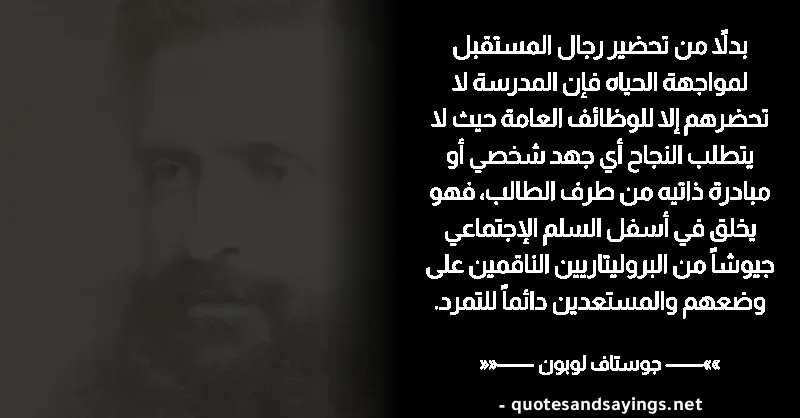 بدلاً من تحضير رجال المستقبل
لمواجهة الحياه فإن المدرسة لا
تحضرهم إلا للوظائف العامة حيث لا
يتطلب النجاح أي جهد شخصي أو
مبادرة ذاتيه من طرف الطالب، فهو
يخلق في أسفل السلم الإجتماعي
جيوشاً من البروليتاريين الناقمين على
وضعهم والمستعدين دائماً للتمرد.
»»—— جوستاف لوبون ——««
- quotesandsayings.net